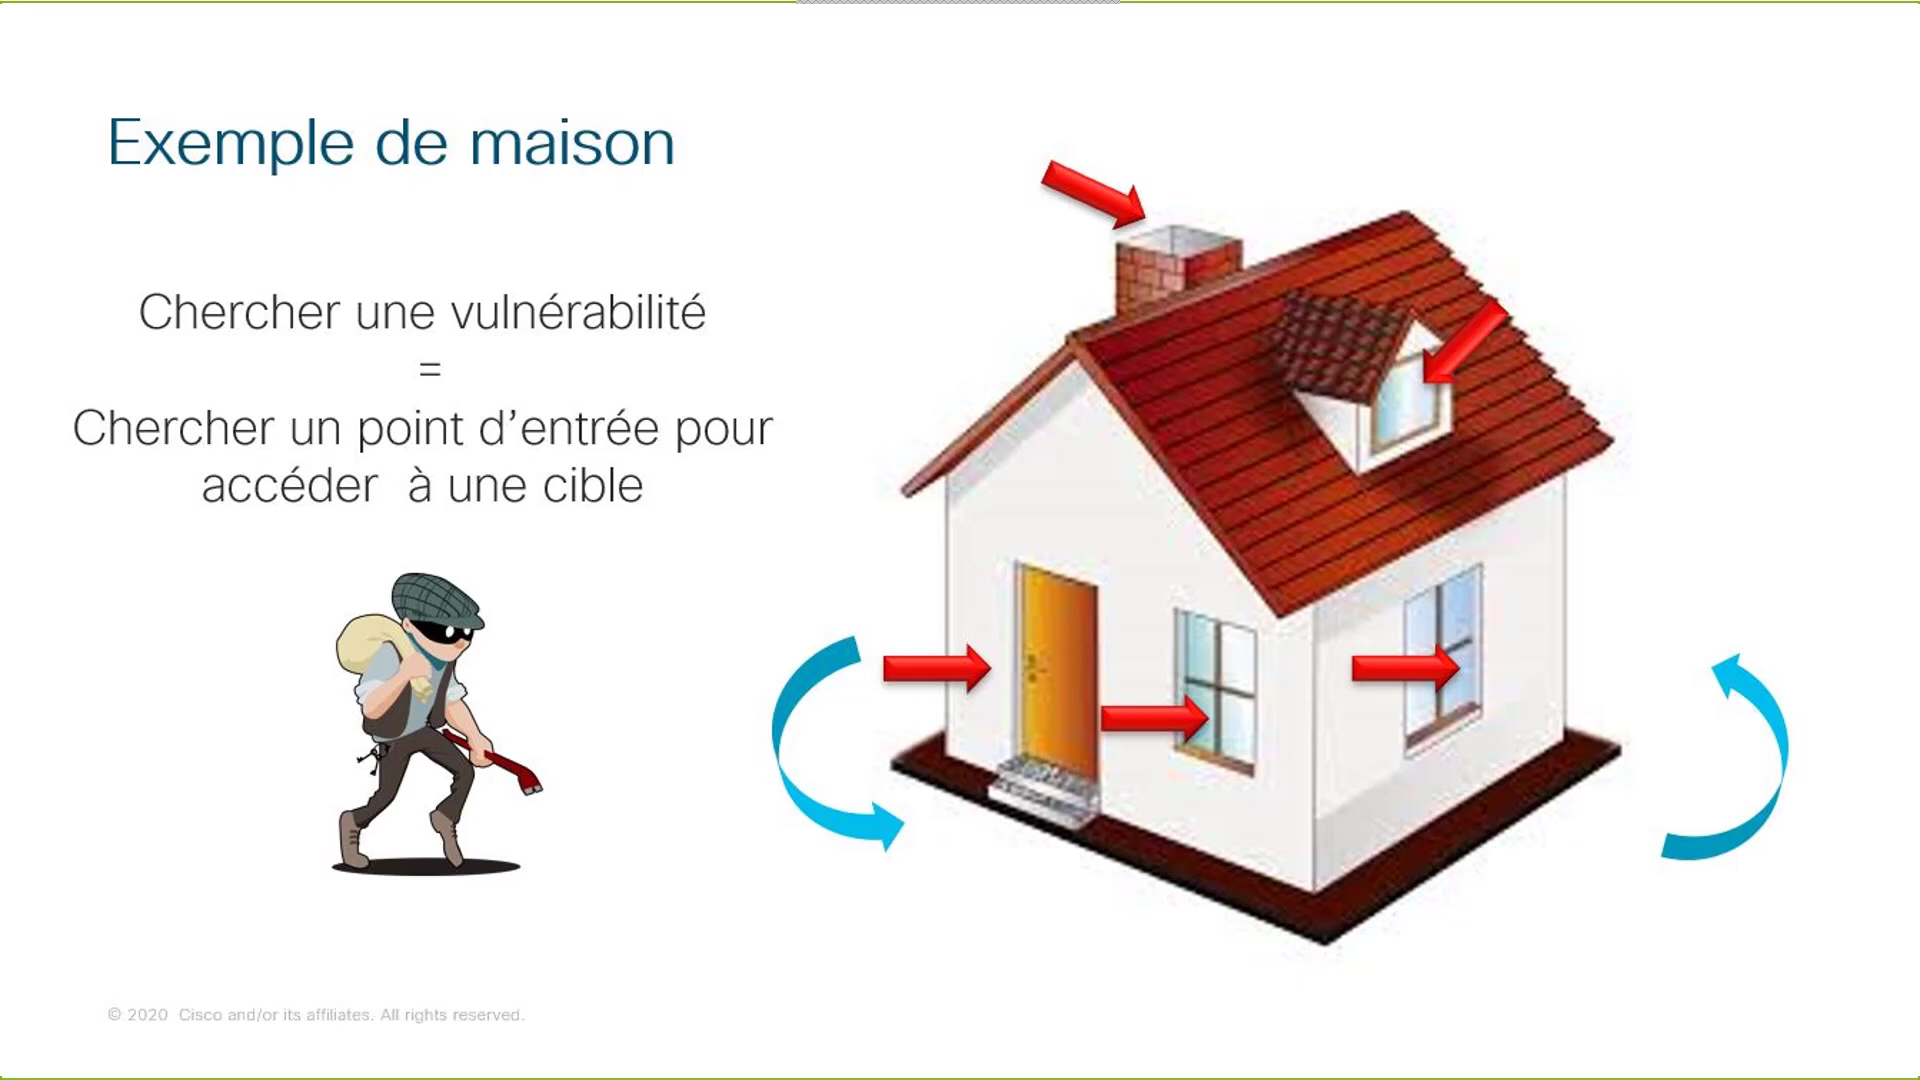 Exemple de maison
Chercher une vulnérabilité
=
Chercher un point d’entrée pour
accéder  à une cible
© 2020  Cisco and/or its affiliates. All rights reserved.